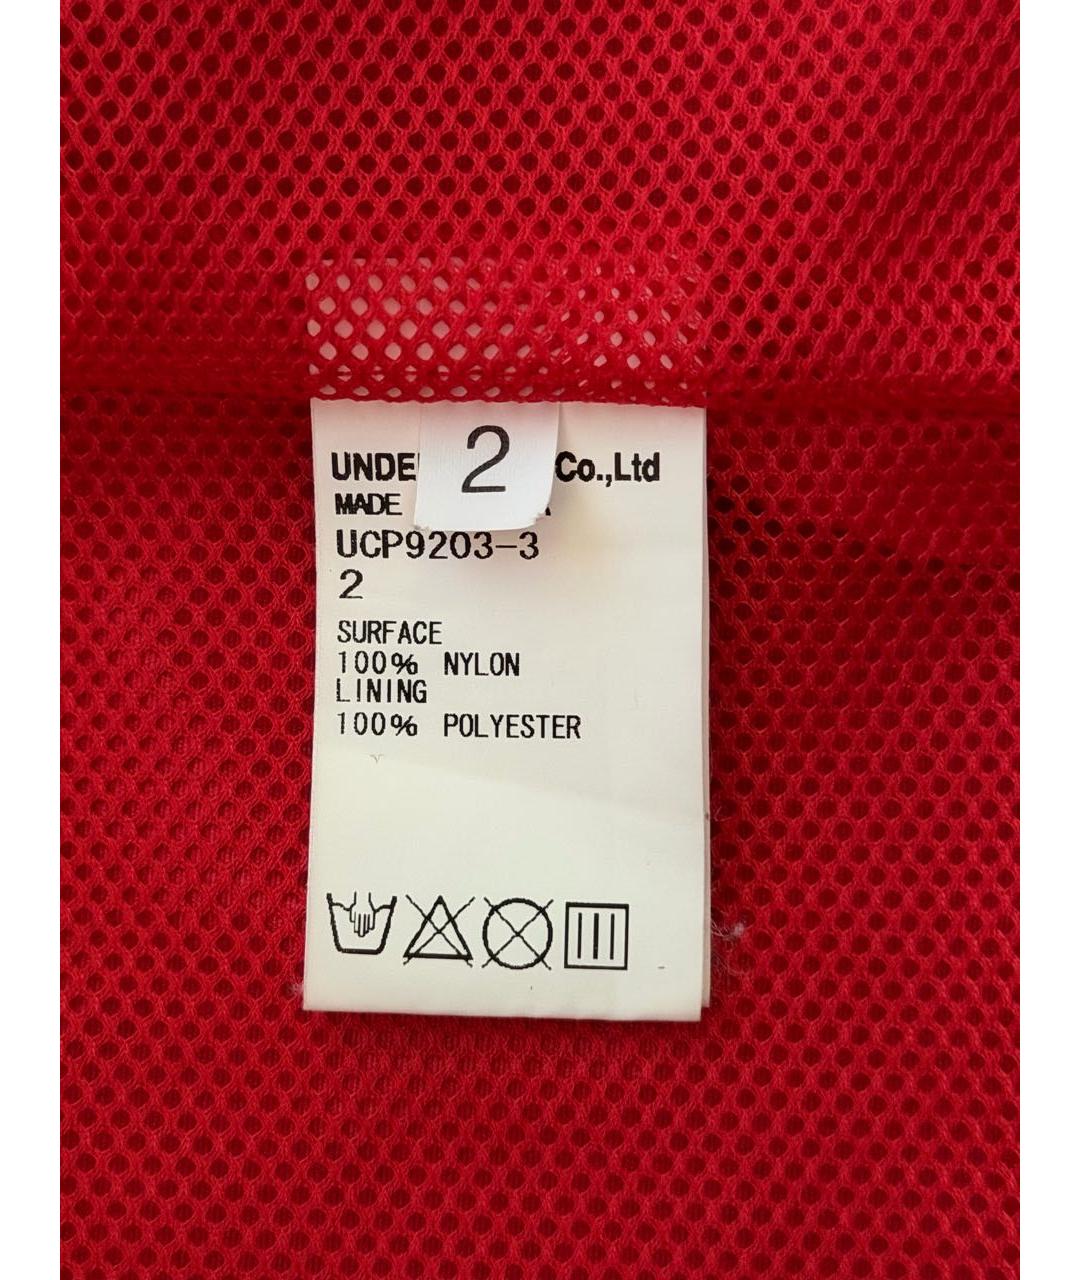 2
UNDE Co.,Ltd
MADE
UCP9203-3
2
SURFACE
100% NYLON
LINING
100% POLYESTER